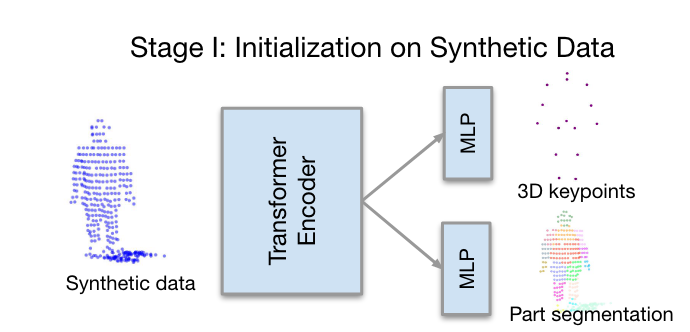 Stage I: Initialization on Synthetic Data
Transformer
Encoder
MLP
MLP
3D keypoints
Synthetic data
Part segmentation